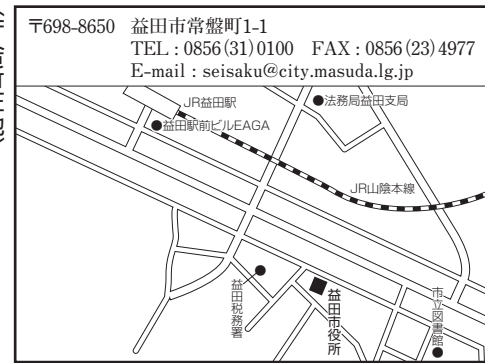 〒698-8650 益田市常盤町1-1
TEL : 0856(31)0100 FAX : 0856(23)4977
E-mail : seisaku@city.masuda.lg.jp
JR益田駅
法務局益田支局
益田駅前ビルEAGA
JR山陰本線
益田税務署
益田市役所
市立図書館